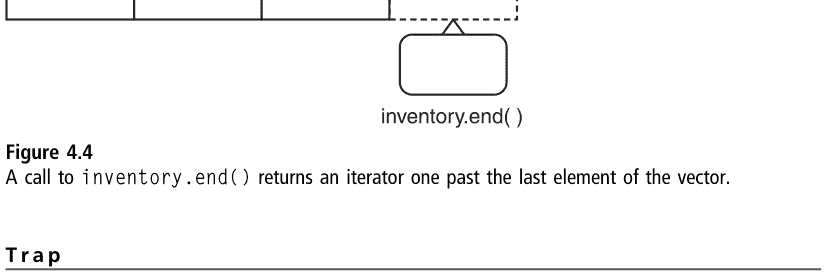 inventory.end( )
Figure 4.4
A call to inventory.end() returns an iterator one past the last element of the vector.
Trap